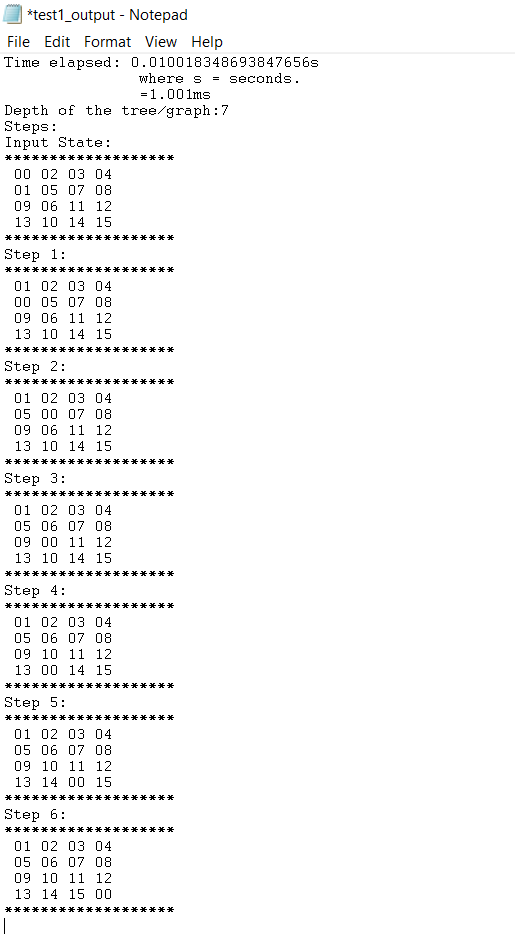 *test1_output - Notepad
File Edit Format View Help
Time elapsed: 0.010018348693847656s
where s = seconds.
=1.001ms
Depth of the tree/graph:7
Steps:
Input State:
*******************
00 02 03 04
01 05 07 08
09 06 11 12
13 10 14 15
*******************
Step 1:
*******************
01 02 03 04
00 05 07 08
09 06 11 12
13 10 14 15
*******************
Step 2:
*******************
01 02 03 04
05 00 07 08
09 06 11 12
13 10 14 15
*******************
Step 3:
*******************
01 02 03 04
05 06 07 08
09 00 11 12
13 10 14 15
*******************
Step 4:
*******************
01 02 03 04
05 06 07 08
09 10 11 12
13 00 14 15
*******************
Step 5:
*******************
01 02 03 04
05 06 07 08
09 10 11 12
13 14 00 15
*******************
Step 6:
*******************
01 02 03 04
05 06 07 08
09 10 11 12
13 14 15 00
*******************